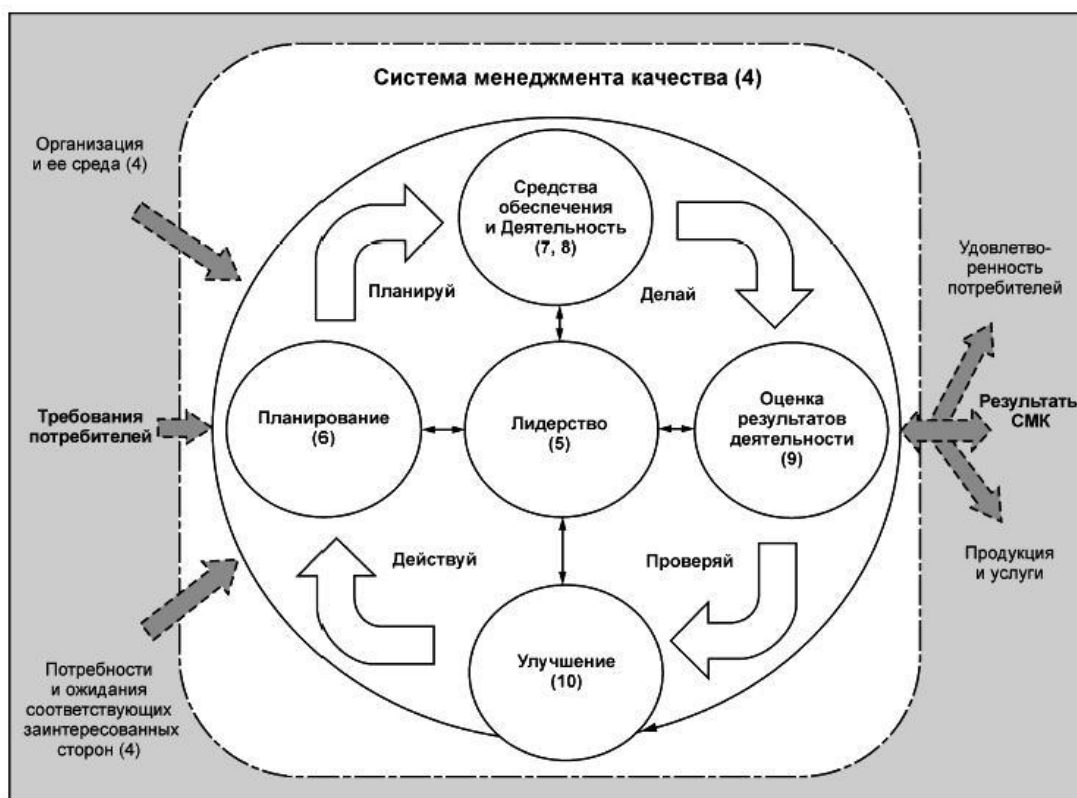 Система менеджмента качества (4)
Организация
и ее среда (4)
Средства
обеспечения
и Деятельность
(7, 8)
Удовлетво-
ренность
потребителей
Планируй
Делай
Требования
потребителей
Планирование
(6)
Лидерство
(5)
Оценка
результатов
деятельности
(9)
Результаты
СМК
Действуй
Проверяй
Продукция
и услуги
Потребности
и ожидания
соответствующих
заинтересованных
сторон (4)
Улучшение
(10)